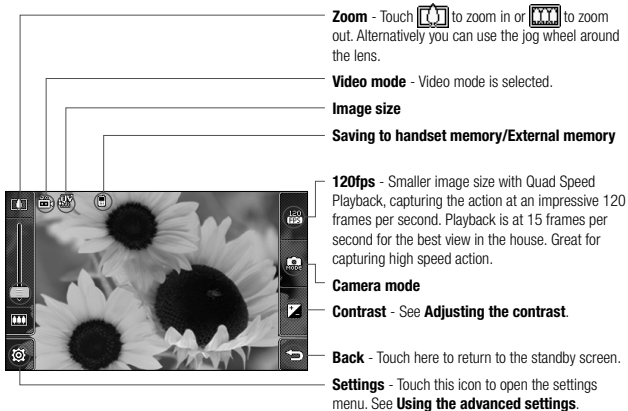 Zoom - Touch to zoom in or to zoom
out. Alternatively you can use the jog wheel around
the lens.
Video mode - Video mode is selected.
Image size
Saving to handset memory/External memory
120fps - Smaller image size with Quad Speed
Playback, capturing the action at an impressive 120
frames per second. Playback is at 15 frames per
second for the best view in the house. Great for
capturing high speed action.
Camera mode
Contrast - See Adjusting the contrast.
Back - Touch here to return to the standby screen.
Settings - Touch this icon to open the settings
menu. See Using the advanced settings.
120
FPS
MODE